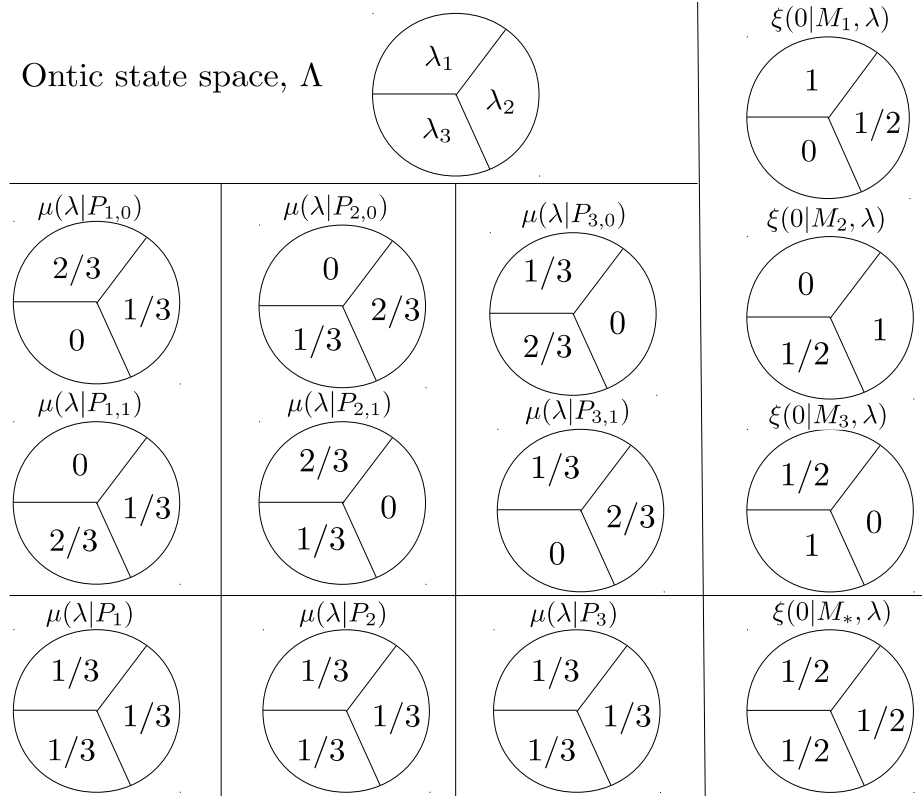 Ontic state space, Λ
λ₁
λ₂
λ₃
ξ(0|M₁, λ)
1
1/2
0
μ(λ|P₁,₀)
2/3
1/3
0
μ(λ|P₂,₀)
0
2/3
1/3
μ(λ|P₃,₀)
1/3
0
2/3
ξ(0|M₂, λ)
0
1
1/2
μ(λ|P₁,₁)
0
1/3
2/3
μ(λ|P₂,₁)
2/3
0
1/3
μ(λ|P₃,₁)
1/3
2/3
0
ξ(0|M₃, λ)
1/2
0
1
μ(λ|P₁)
1/3
1/3
1/3
μ(λ|P₂)
1/3
1/3
1/3
μ(λ|P₃)
1/3
1/3
1/3
ξ(0|M∗, λ)
1/2
1/2
1/2